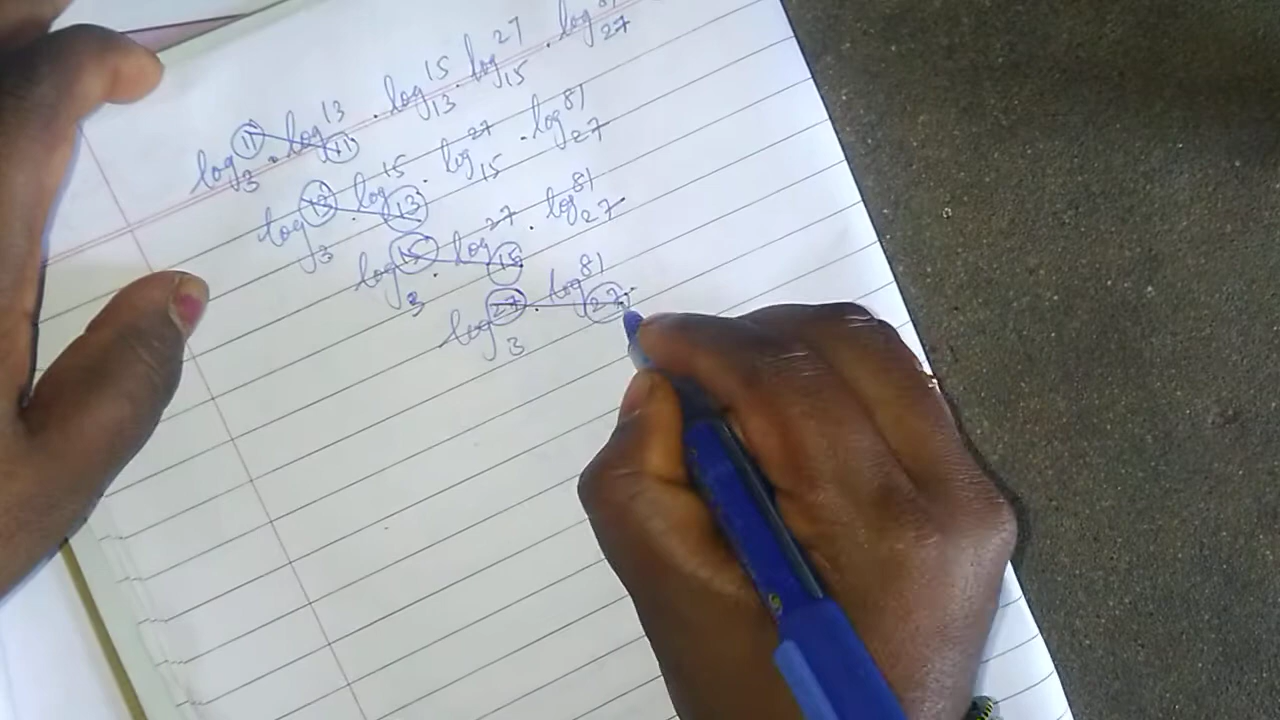 log₃¹¹ . log₁₁¹³ . log₁₃¹⁵ . log₁₅²⁷ . log₂₇⁸¹
log₃¹³ . log₁₃¹⁵ . log₁₅²⁷ . log₂₇⁸¹
log₃¹⁵ . log₁₅²⁷ . log₂₇⁸¹
log₃²⁷ . log₂₇⁸¹